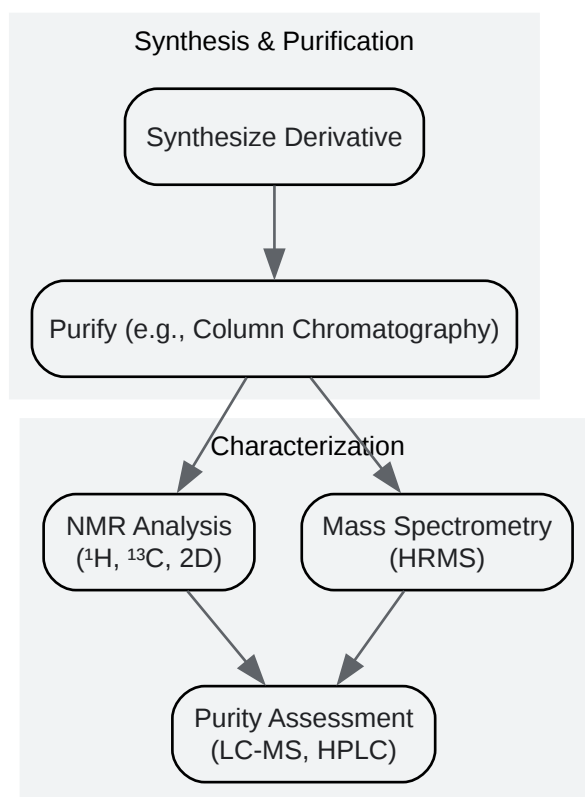 Synthesis & Purification
Synthesize Derivative
Purify (e.g., Column Chromatography)
Characterization
NMR Analysis
(¹H, ¹³C, 2D)
Mass Spectrometry
(HRMS)
Purity Assessment
(LC-MS, HPLC)